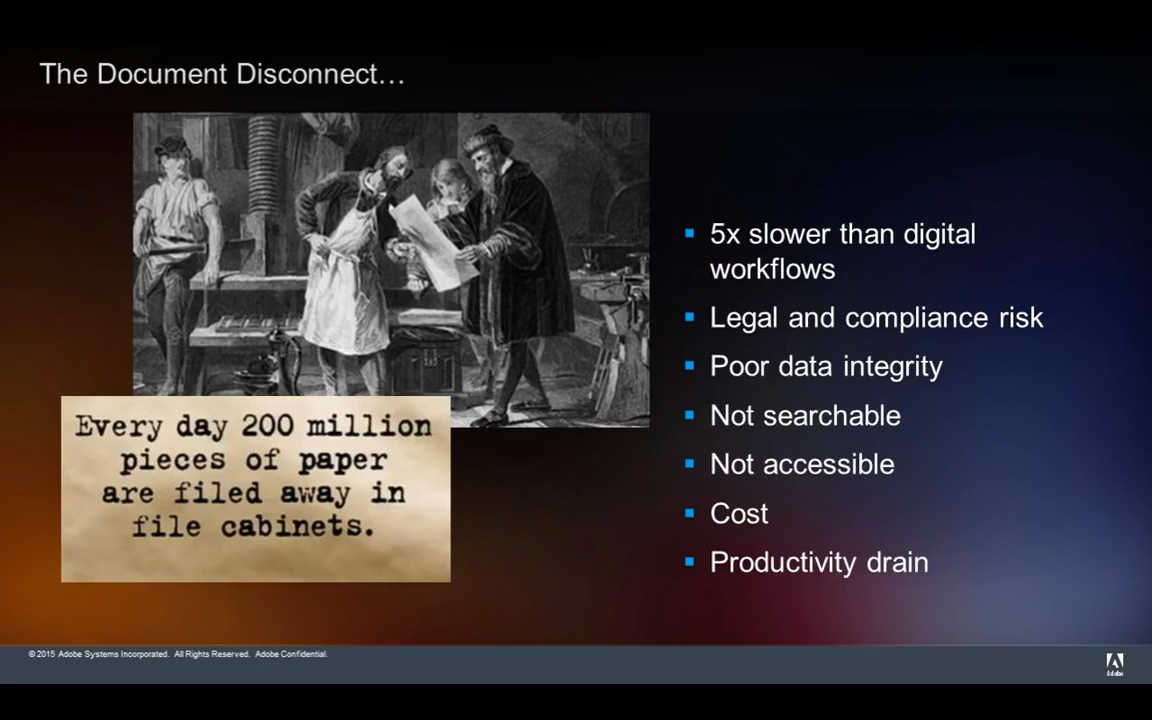 The Document Disconnect…
Every day 200 million
pieces of paper
are filed away in
file cabinets.
5x slower than digital
workflows
Legal and compliance risk
Poor data integrity
Not searchable
Not accessible
Cost
Productivity drain
© 2015 Adobe Systems Incorporated. All Rights Reserved. Adobe Confidential.
Adobe